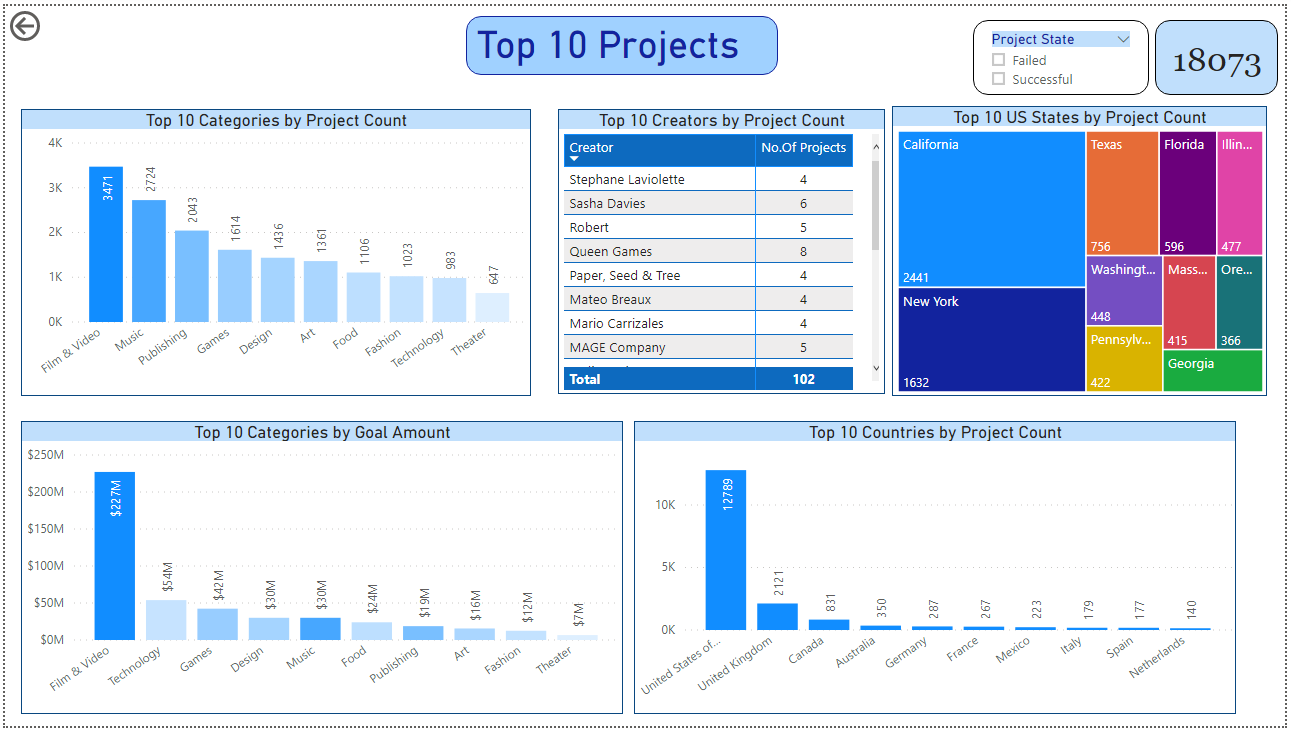 Top 10 Projects
Project State
Failed
Successful
18073
Top 10 Categories by Project Count
4K
3K
2K
1K
0K
3471
2724
2043
1614
1436
1361
1106
1023
983
647
Film & Video
Music
Publishing
Games
Design
Art
Food
Fashion
Technology
Theater
Top 10 Creators by Project Count
Creator No.Of Projects
Stephane Laviolette 4
Sasha Davies 6
Robert 5
Queen Games 8
Paper, Seed & Tree 4
Mateo Breaux 4
Mario Carrizales 4
MAGE Company 5
Total 102
Top 10 US States by Project Count
California
2441
New York
1632
Texas
756
Florida
596
Illin...
477
Washingt...
448
Pennsylv...
422
Mass...
415
Ore...
366
Georgia
Top 10 Categories by Goal Amount
$250M
$200M
$150M
$100M
$50M
$0M
$227M
$54M
$42M
$30M
$30M
$24M
$19M
$16M
$12M
$7M
Film & Video
Technology
Games
Design
Music
Food
Publishing
Art
Fashion
Theater
Top 10 Countries by Project Count
10K
5K
0K
12789
2121
831
350
287
267
223
179
177
140
United States of...
United Kingdom
Canada
Australia
Germany
France
Mexico
Italy
Spain
Netherlands